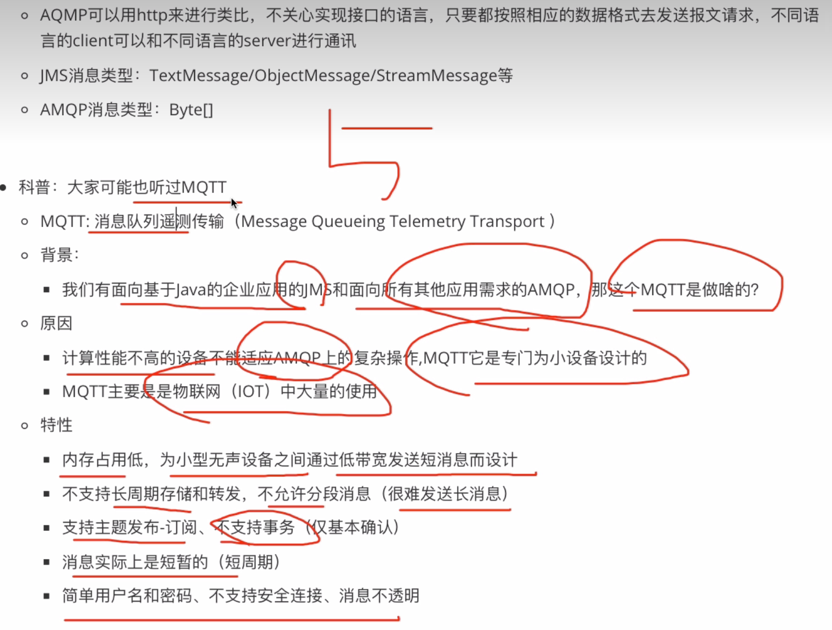 AQMP可以用http来进行类比，不关心实现接口的语言，只要都按照相应的数据格式去发送报文请求，不同语
言的client可以和不同语言的server进行通讯
JMS消息类型：TextMessage/ObjectMessage/StreamMessage等
AMQP消息类型：Byte[]
科普：大家可能也听过MQTT
MQTT: 消息队列遥测传输（Message Queueing Telemetry Transport ）
背景：
我们有面向基于Java的企业应用的JMS和面向所有其他应用需求的AMQP，那这个MQTT是做啥的?
原因
计算性能不高的设备不能适应AMQP上的复杂操作,MQTT它是专门为小设备设计的
MQTT主要是是物联网（IOT）中大量的使用
特性
内存占用低，为小型无声设备之间通过低带宽发送短消息而设计
不支持长周期存储和转发，不允许分段消息（很难发送长消息）
支持主题发布-订阅、不支持事务（仅基本确认）
消息实际上是短暂的（短周期）
简单用户名和密码、不支持安全连接、消息不透明